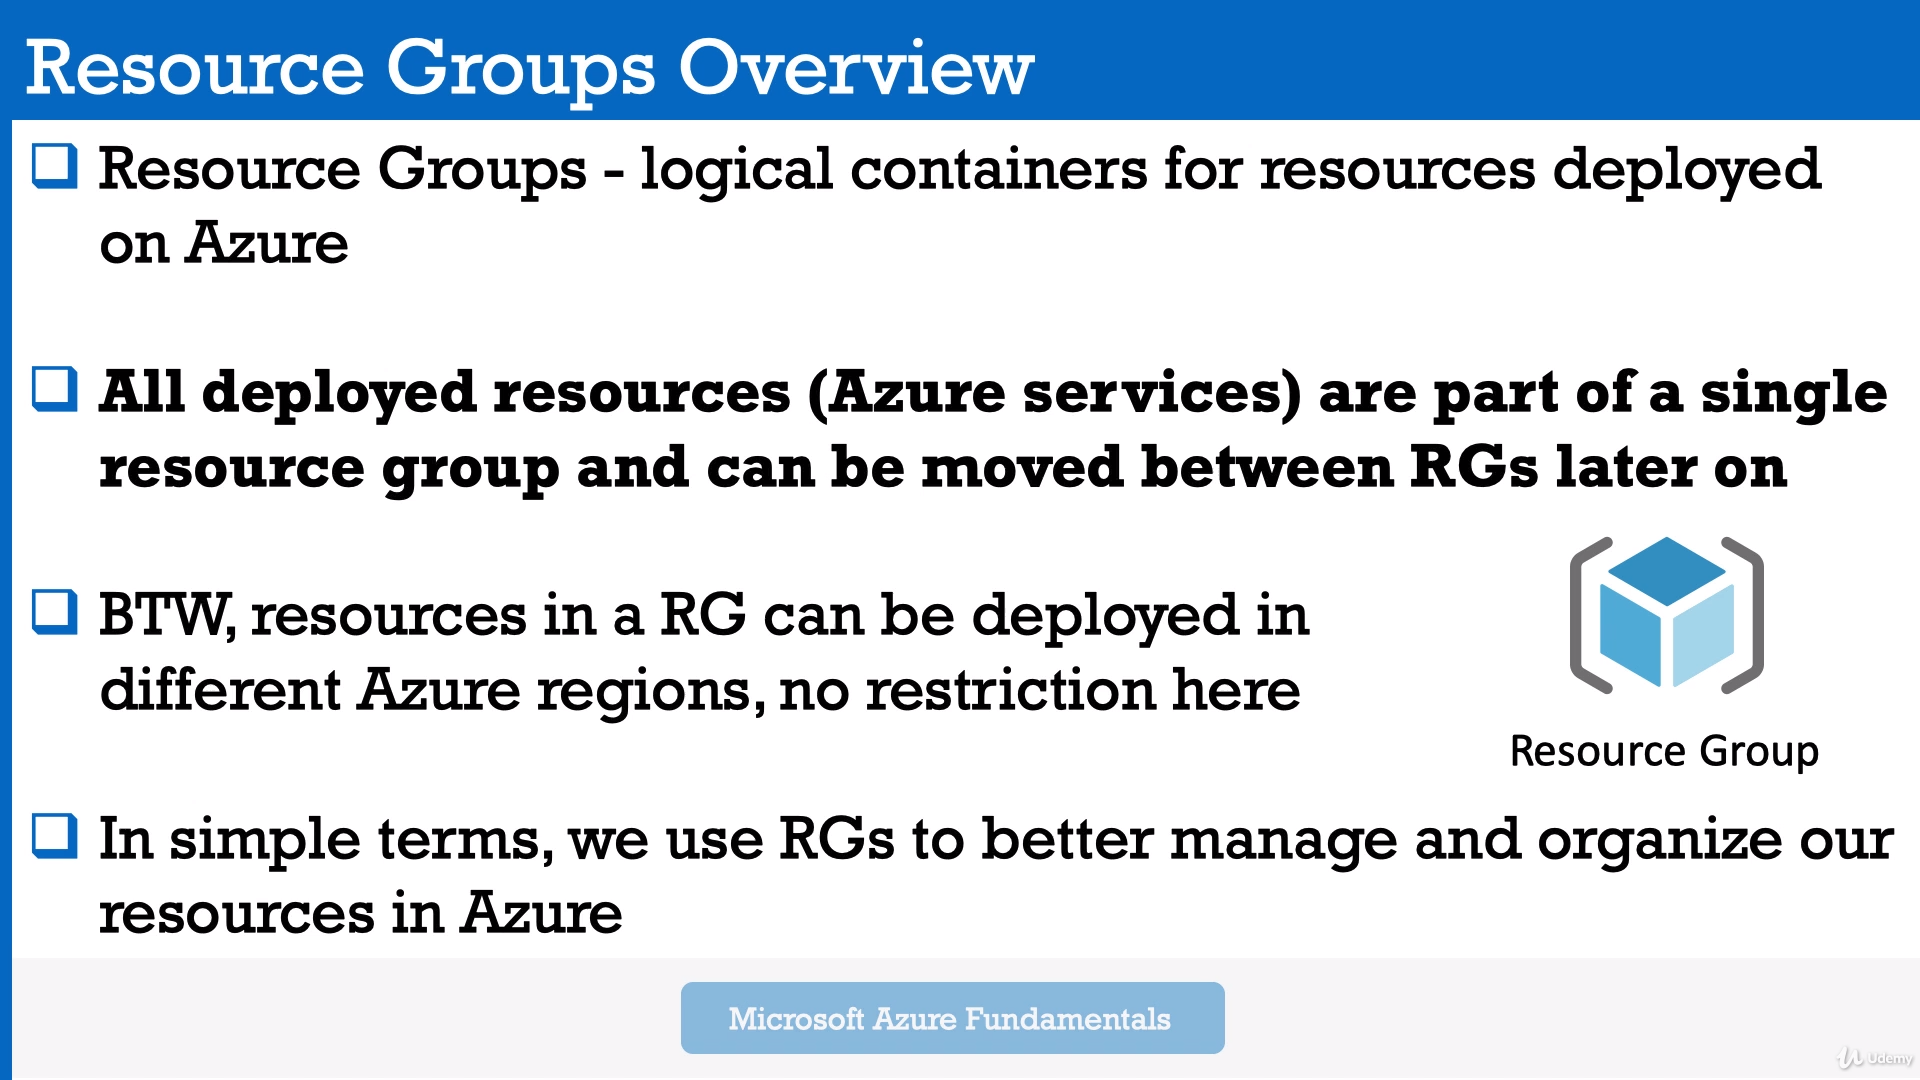 Resource Groups Overview
Resource Groups - logical containers for resources deployed
on Azure
All deployed resources (Azure services) are part of a single
resource group and can be moved between RGs later on
BTW, resources in a RG can be deployed in
different Azure regions, no restriction here
Resource Group
In simple terms, we use RGs to better manage and organize our
resources in Azure
Microsoft Azure Fundamentals
Udemy